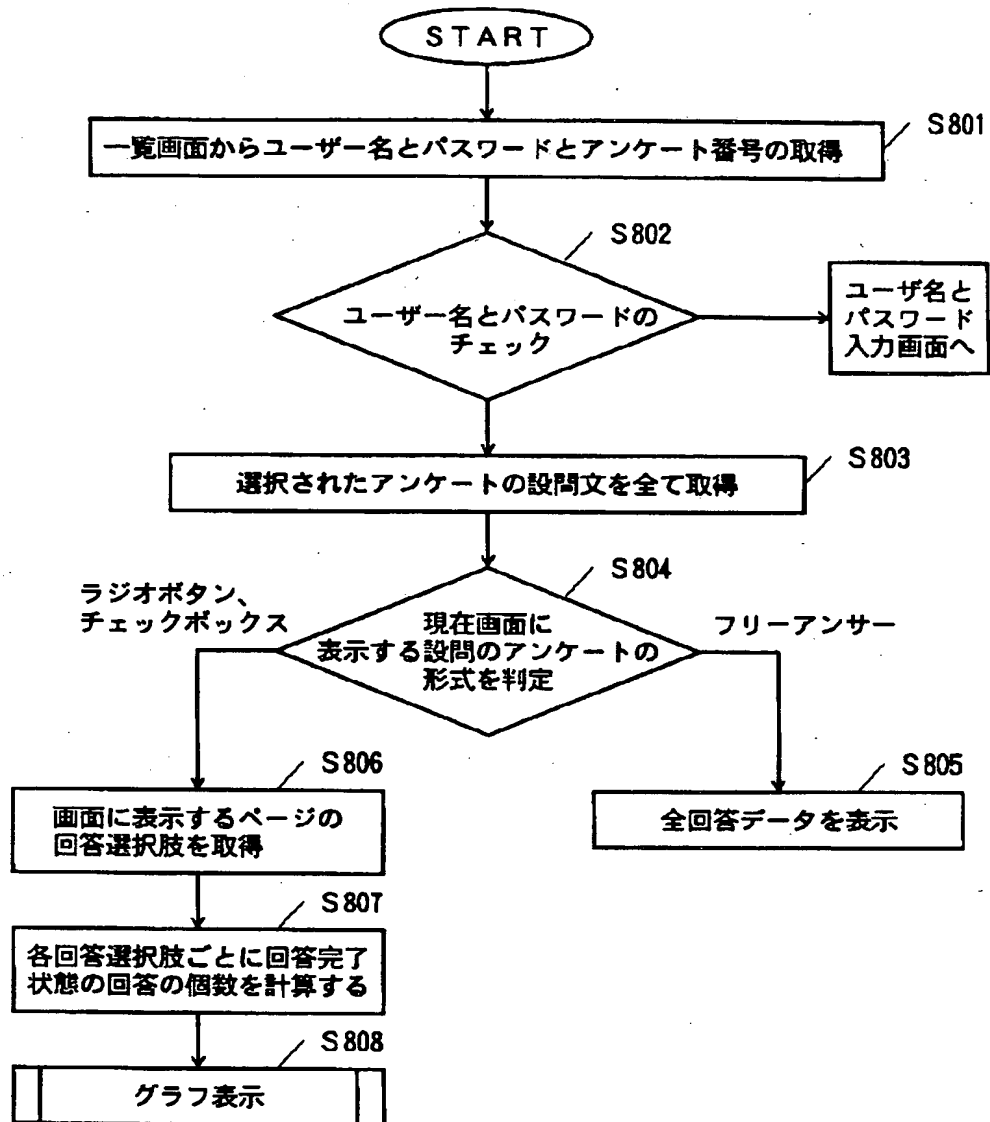 START
S801
一覧画面からユーザー名とパスワードとアンケート番号の取得
S802
ユーザー名とパスワードの
チェック
ユーザ名と
パスワード
入力画面へ
S803
選択されたアンケートの設問文を全て取得
S804
ラジオボタン、
チェックボックス
現在画面に
表示する設問のアンケートの
形式を判定
フリーアンサー
S806
画面に表示するページの
回答選択肢を取得
S805
全回答データを表示
S807
各回答選択肢ごとに回答完了
状態の回答の個数を計算する
S808
グラフ表示